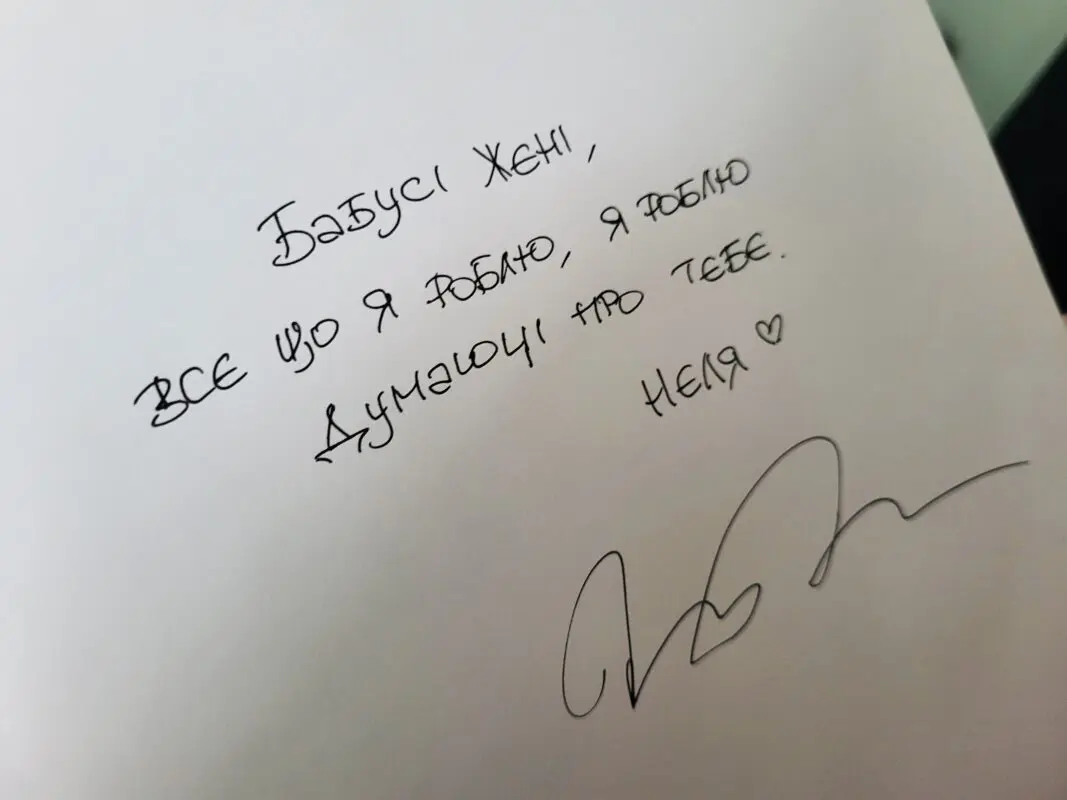 Бабусі Жені,
Все що я роблю, я роблю
думаючі про тебе.
Неля ♡